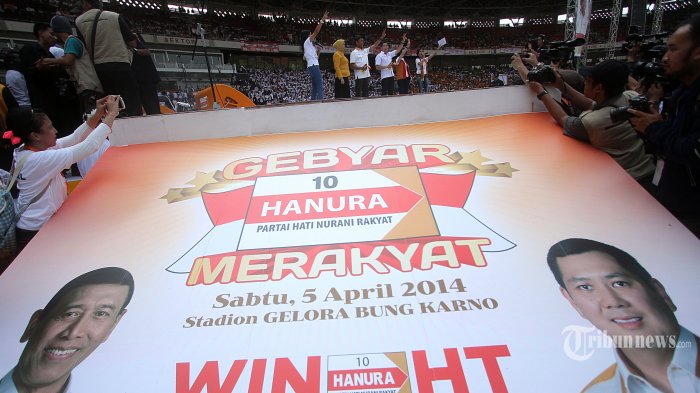 GEBYAR
10
HANURA
PARTAI HATI NURANI RAKYAT
MERAKYAT
Sabtu, 5 April 2014
Stadion GELORA BUNG KARNO
WIN
10
HANURA
HT
Tribunnews.com